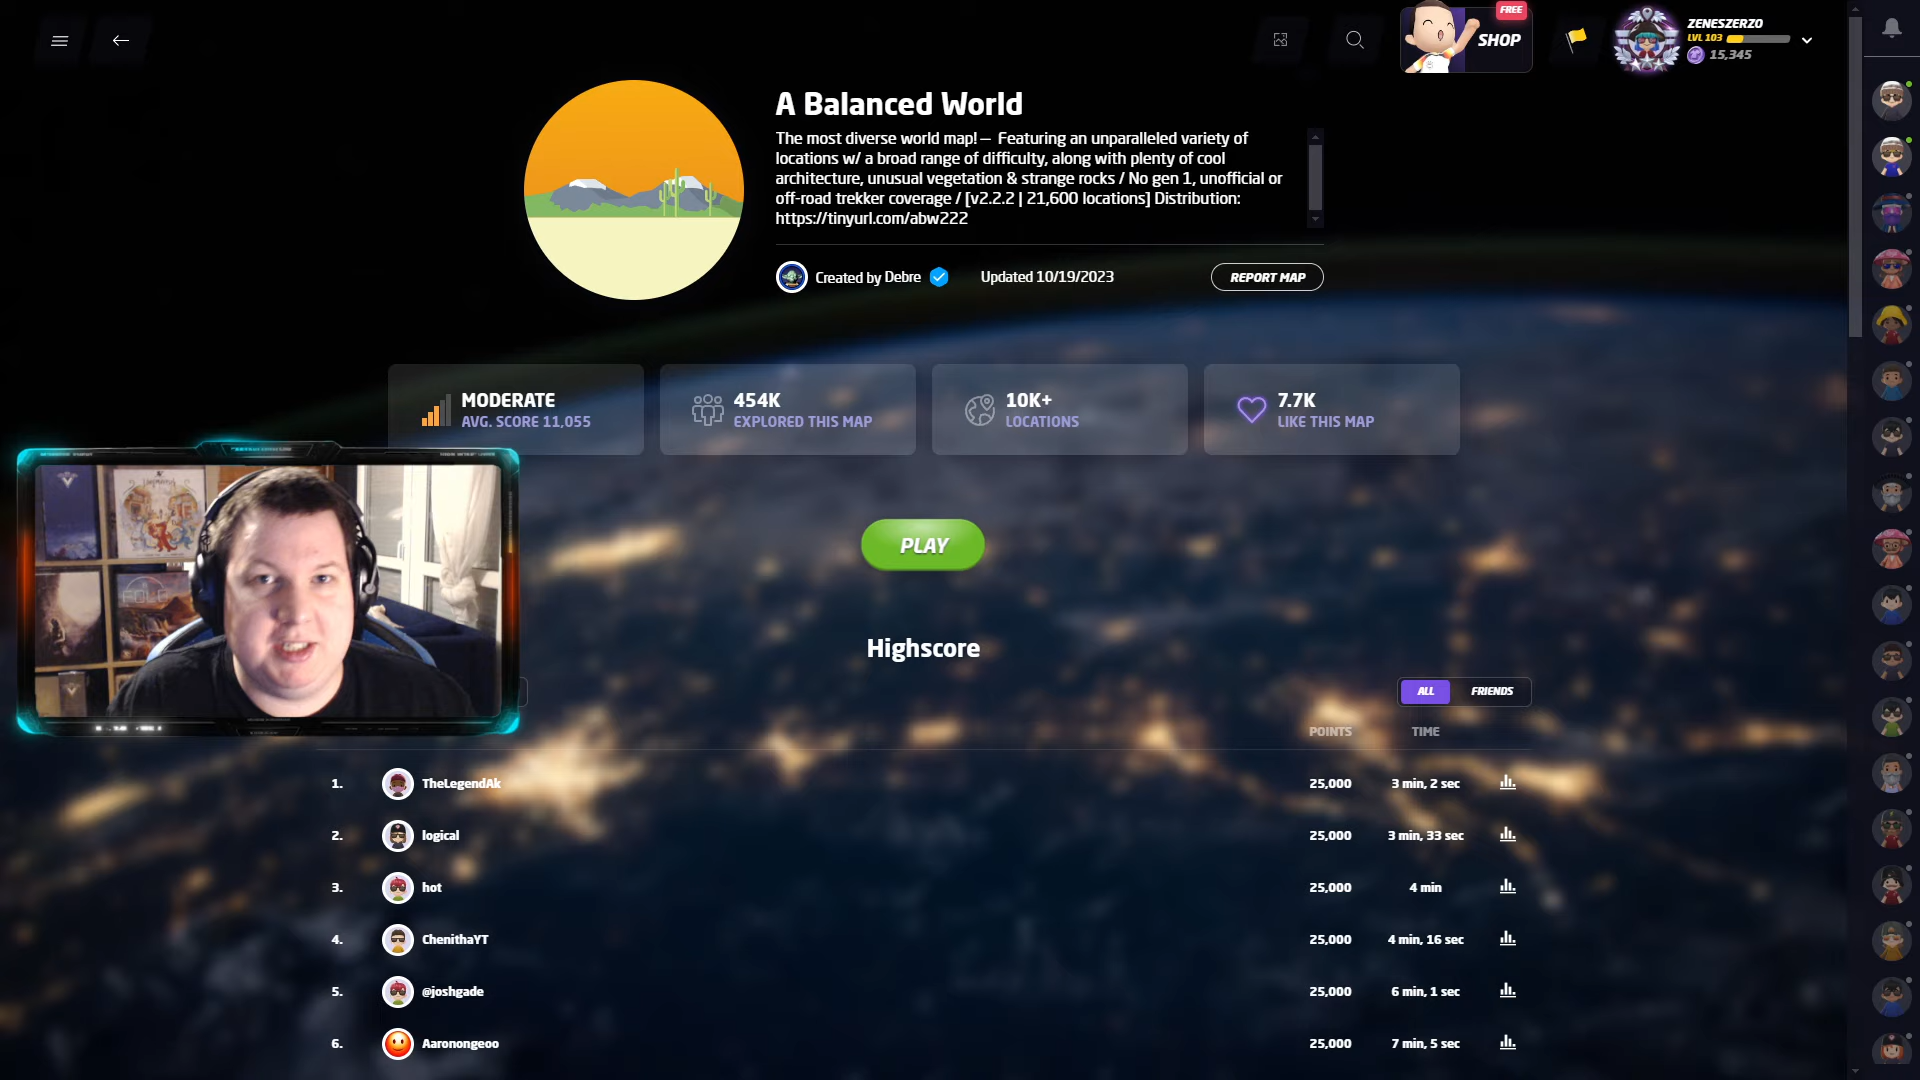 FREE
SHOP
ZENESZERZO
LVL 103
15,345
A Balanced World
The most diverse world map! — Featuring an unparalleled variety of
locations w/ a broad range of difficulty, along with plenty of cool
architecture, unusual vegetation & strange rocks / No gen 1, unofficial or
off-road trekker coverage / [v2.2.2 | 21,600 locations] Distribution:
https://tinyurl.com/abw222
Created by Debre
Updated 10/19/2023
REPORT MAP
MODERATE
AVG. SCORE 11,055
454K
EXPLORED THIS MAP
10K+
LOCATIONS
7.7K
LIKE THIS MAP
PLAY
Highscore
ALL
FRIENDS
POINTS
TIME
1. TheLegendAk 25,000 3 min, 2 sec
2. logical 25,000 3 min, 33 sec
3. hot 25,000 4 min
4. ChenithaYT 25,000 4 min, 16 sec
5. @joshgade 25,000 6 min, 1 sec
6. Aaronongeoo 25,000 7 min, 5 sec